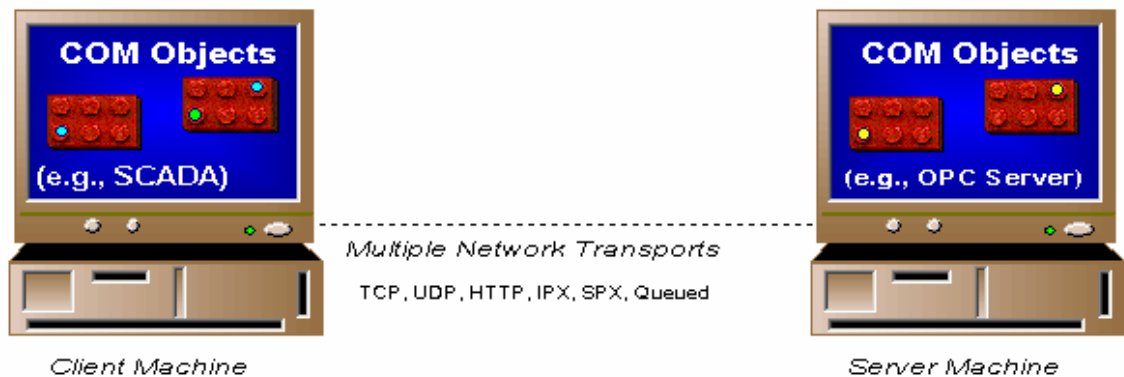 COM Objects
(e.g., SCADA)
COM Objects
(e.g., OPC Server)
Multiple Network Transports
TCP, UDP, HTTP, IPX, SPX, Queued
Client Machine
Server Machine